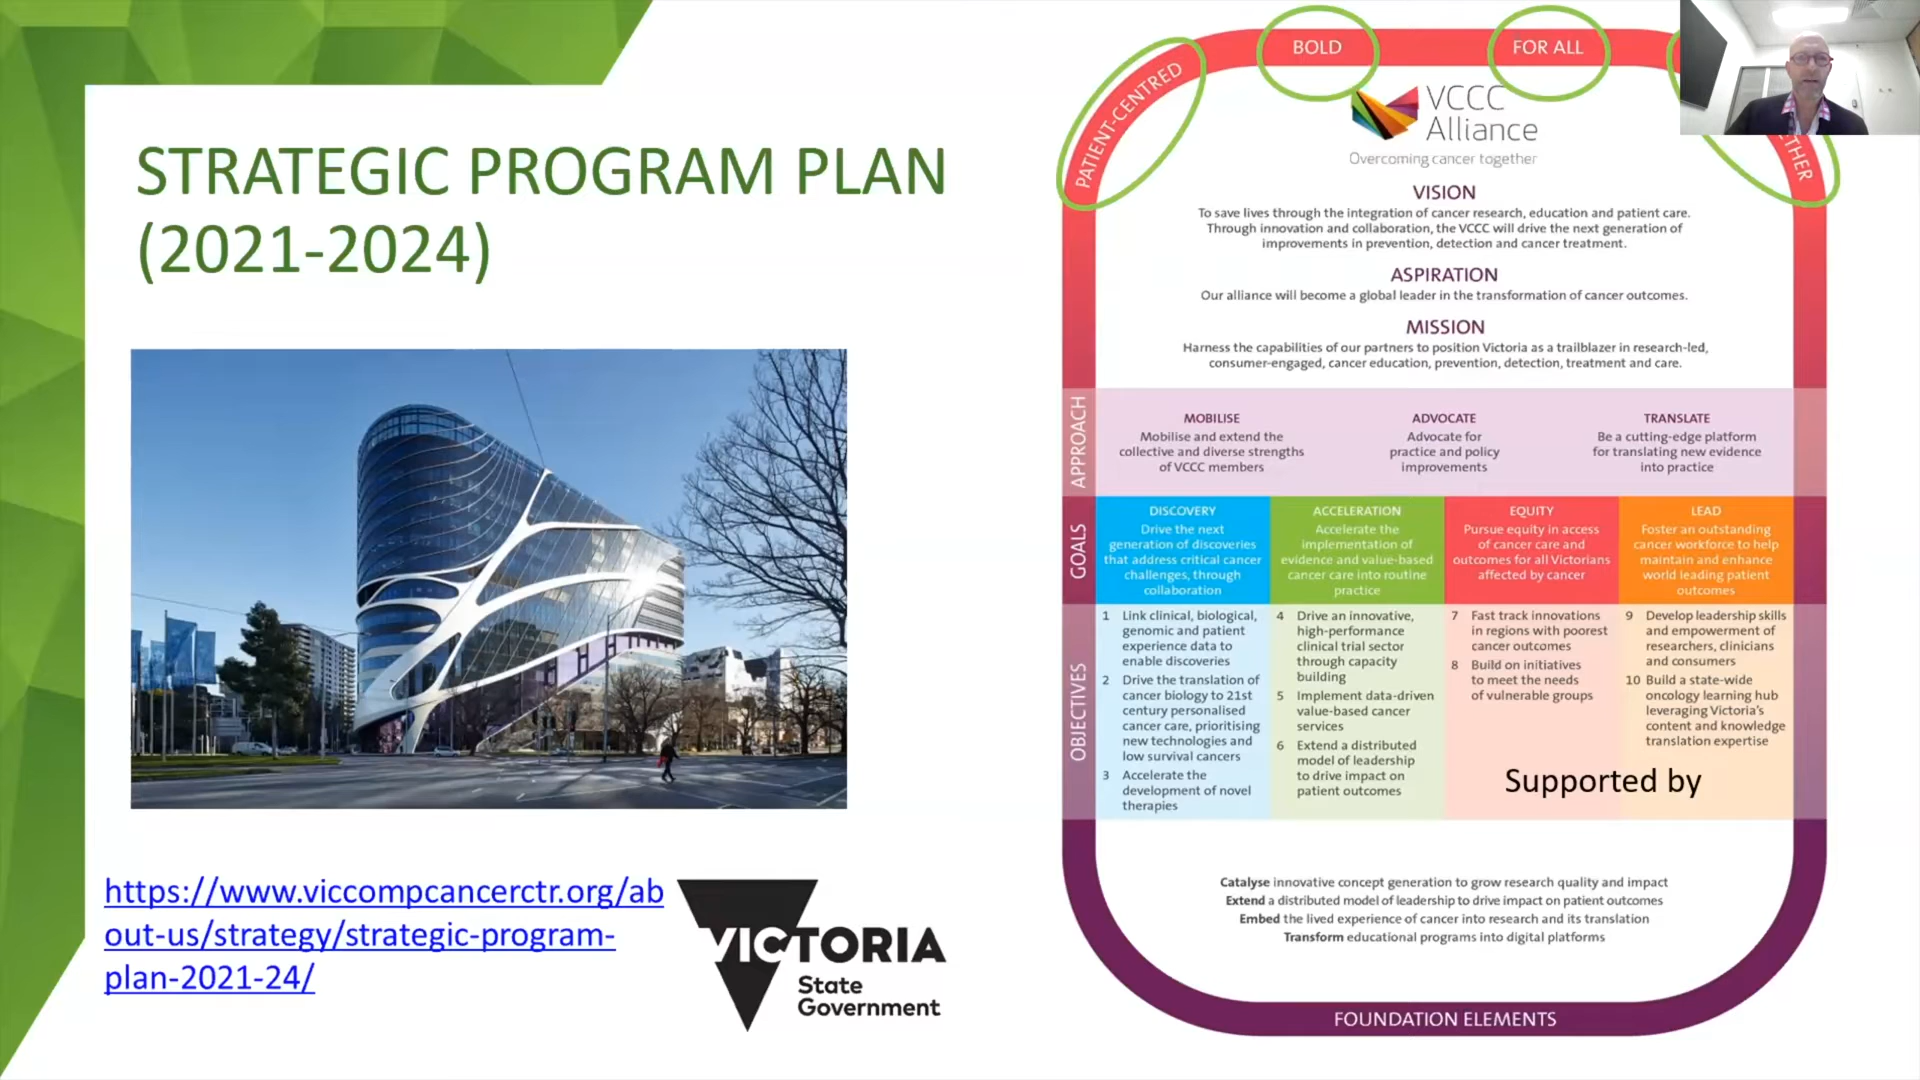 STRATEGIC PROGRAM PLAN
(2021-2024)
https://www.viccompcancerctr.org/ab
out-us/strategy/strategic-program-
plan-2021-24/
VICTORIA
State
Government
PATIENT-CENTRED
BOLD
FOR ALL
VCCC
Alliance
Overcoming cancer together
VISION
To save lives through the integration of cancer research, education and patient care.
Through innovation and collaboration, the VCCC will drive the next generation of
improvements in prevention, detection and cancer treatment.
ASPIRATION
Our alliance will become a global leader in the transformation of cancer outcomes.
MISSION
Harness the capabilities of our partners to position Victoria as a trailblazer in research-led,
consumer-engaged, cancer education, prevention, detection, treatment and care.
APPROACH
MOBILISE
Mobilise and extend the
collective and diverse strengths
of VCCC members
ADVOCATE
Advocate for
practice and policy
improvements
TRANSLATE
Be a cutting-edge platform
for translating new evidence
into practice
GOALS
DISCOVERY
Drive the next
generation of discoveries
that address critical cancer
challenges, through
collaboration
ACCELERATION
Accelerate the
implementation of
evidence and value-based
cancer care into routine
practice
EQUITY
Pursue equity in access
of cancer care and
outcomes for all Victorians
affected by cancer
LEAD
Foster an outstanding
cancer workforce to help
maintain and enhance
world leading patient
outcomes
OBJECTIVES
1 Link clinical, biological,
genomic and patient
experience data to
enable discoveries
2 Drive the translation of
cancer biology to 21st
century personalised
cancer care, prioritising
new technologies and
low survival cancers
3 Accelerate the
development of novel
therapies
4 Drive an innovative,
high-performance
clinical trial sector
through capacity
building
5 Implement data-driven
value-based cancer
services
6 Extend a distributed
model of leadership
to drive impact on
patient outcomes
7 Fast track innovations
in regions with poorest
cancer outcomes
8 Build on initiatives
to meet the needs
of vulnerable groups
9 Develop leadership skills
and empowerment of
researchers, clinicians
and consumers
10 Build a state-wide
oncology learning hub
leveraging Victoria's
content and knowledge
translation expertise
Supported by
Catalyse innovative concept generation to grow research quality and impact
Extend a distributed model of leadership to drive impact on patient outcomes
Embed the lived experience of cancer into research and its translation
Transform educational programs into digital platforms
FOUNDATION ELEMENTS